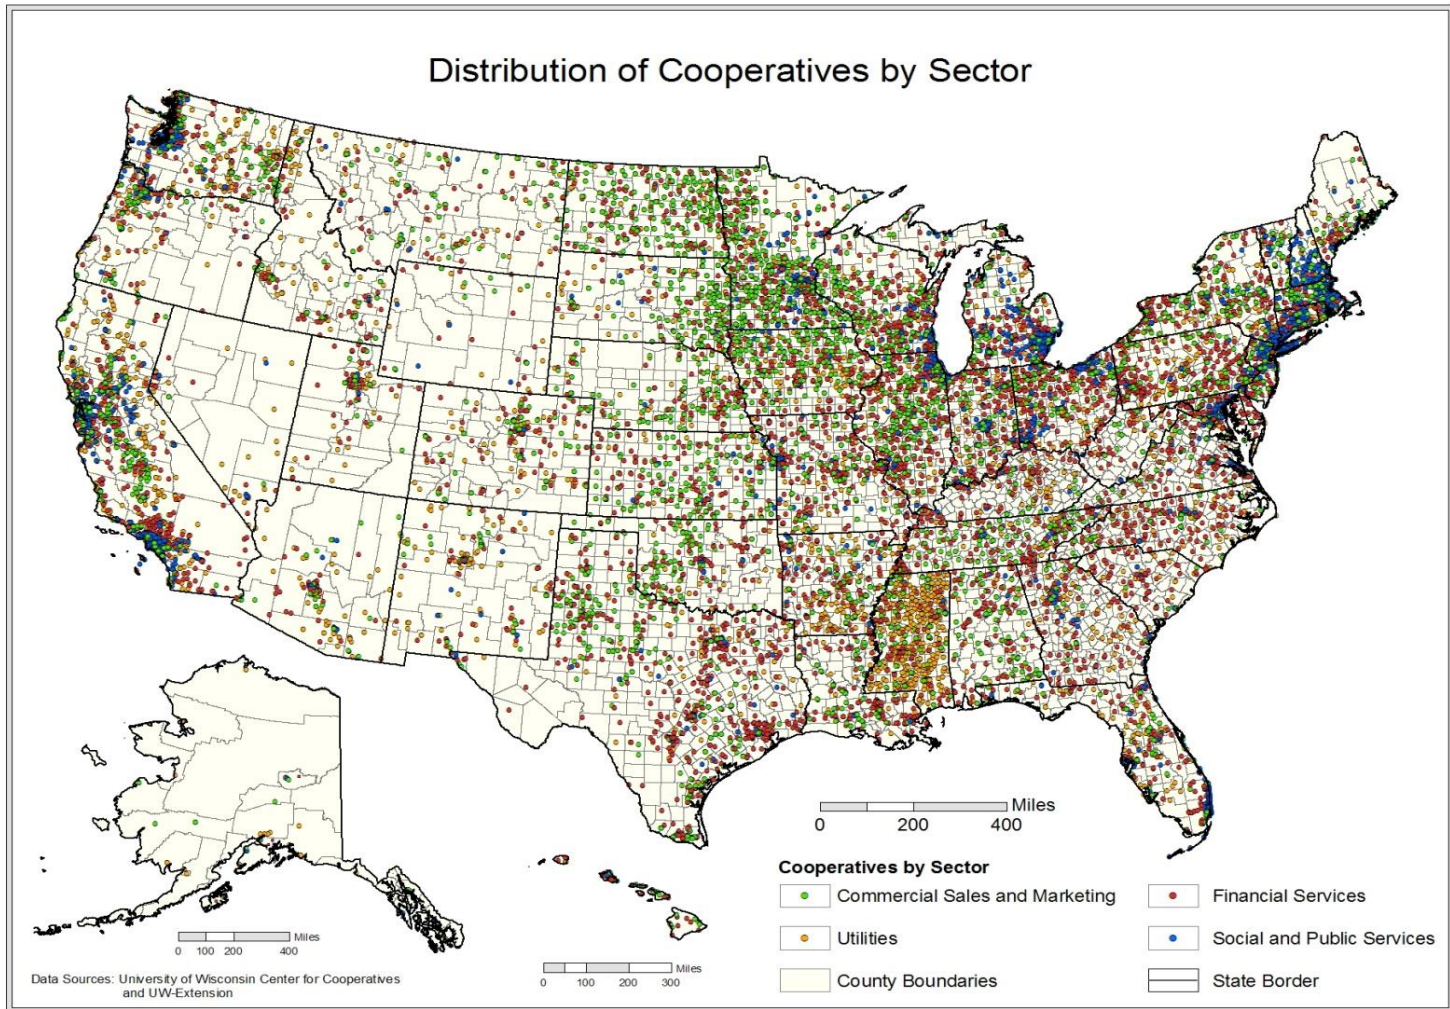 Distribution of Cooperatives by Sector
Miles
0 200 400
Cooperatives by Sector
Commercial Sales and Marketing
Financial Services
Utilities
Social and Public Services
County Boundaries
State Border
Miles
0 100 200 400
Miles
0 100 200 300
Data Sources: University of Wisconsin Center for Cooperatives
and UW-Extension